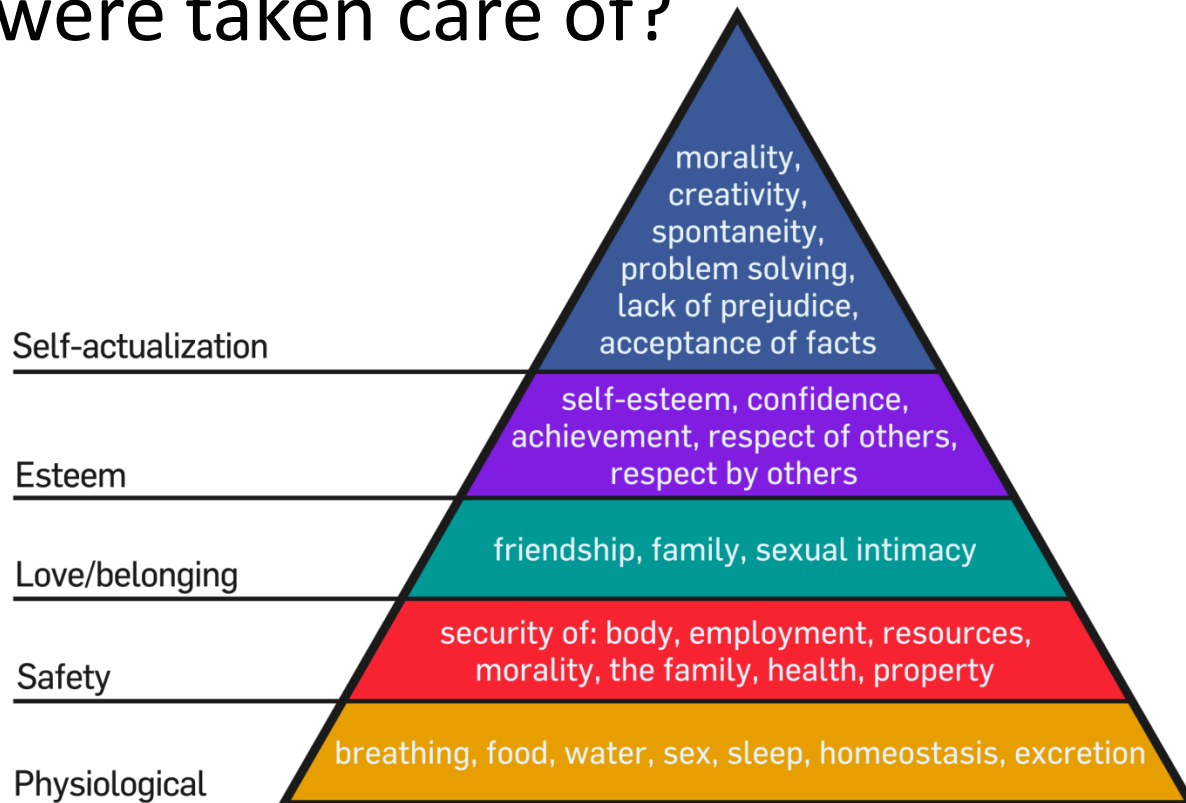 were taken care of?
morality,
creativity,
spontaneity,
problem solving,
lack of prejudice,
acceptance of facts
Self-actualization
self-esteem, confidence,
achievement, respect of others,
respect by others
Esteem
friendship, family, sexual intimacy
Love/belonging
security of: body, employment, resources,
morality, the family, health, property
Safety
breathing, food, water, sex, sleep, homeostasis, excretion
Physiological